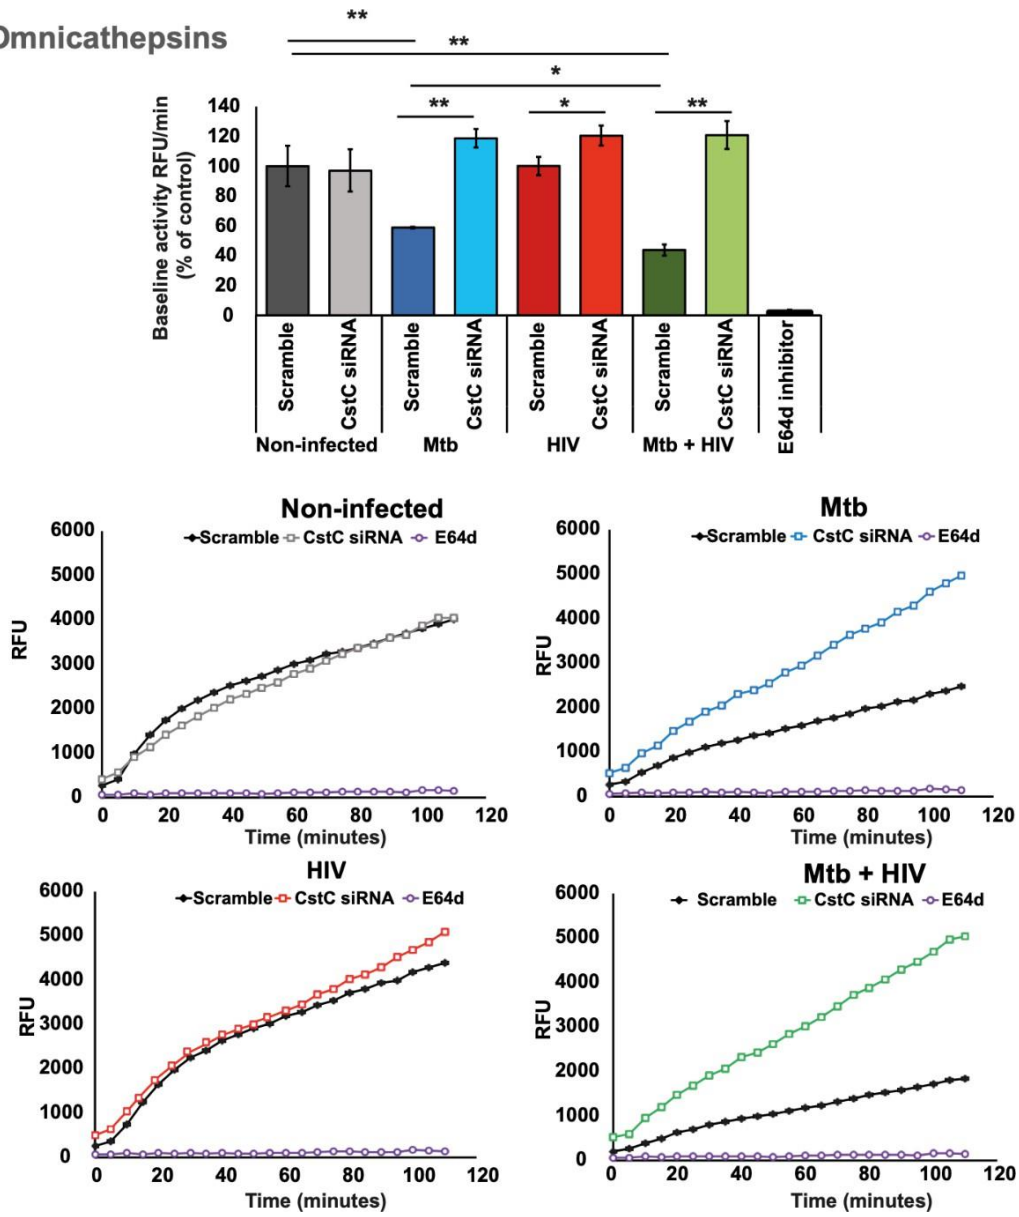 Omnicathepsins
**
**
*
**
*
**
Baseline activity RFU/min
(% of control)
140
120
100
80
60
40
20
0
Scramble
CstC siRNA
Scramble
CstC siRNA
Scramble
CstC siRNA
Scramble
CstC siRNA
E64d inhibitor
Non-infected
Mtb
HIV
Mtb + HIV
Non-infected
Scramble CstC siRNA E64d
RFU
6000
5000
4000
3000
2000
1000
0
0 20 40 60 80 100 120
Time (minutes)
Mtb
Scramble CstC siRNA E64d
RFU
6000
5000
4000
3000
2000
1000
0
0 20 40 60 80 100 120
Time (minutes)
HIV
Scramble CstC siRNA E64d
RFU
6000
5000
4000
3000
2000
1000
0
0 20 40 60 80 100 120
Time (minutes)
Mtb + HIV
Scramble CstC siRNA E64d
RFU
6000
5000
4000
3000
2000
1000
0
0 20 40 60 80 100 120
Time (minutes)